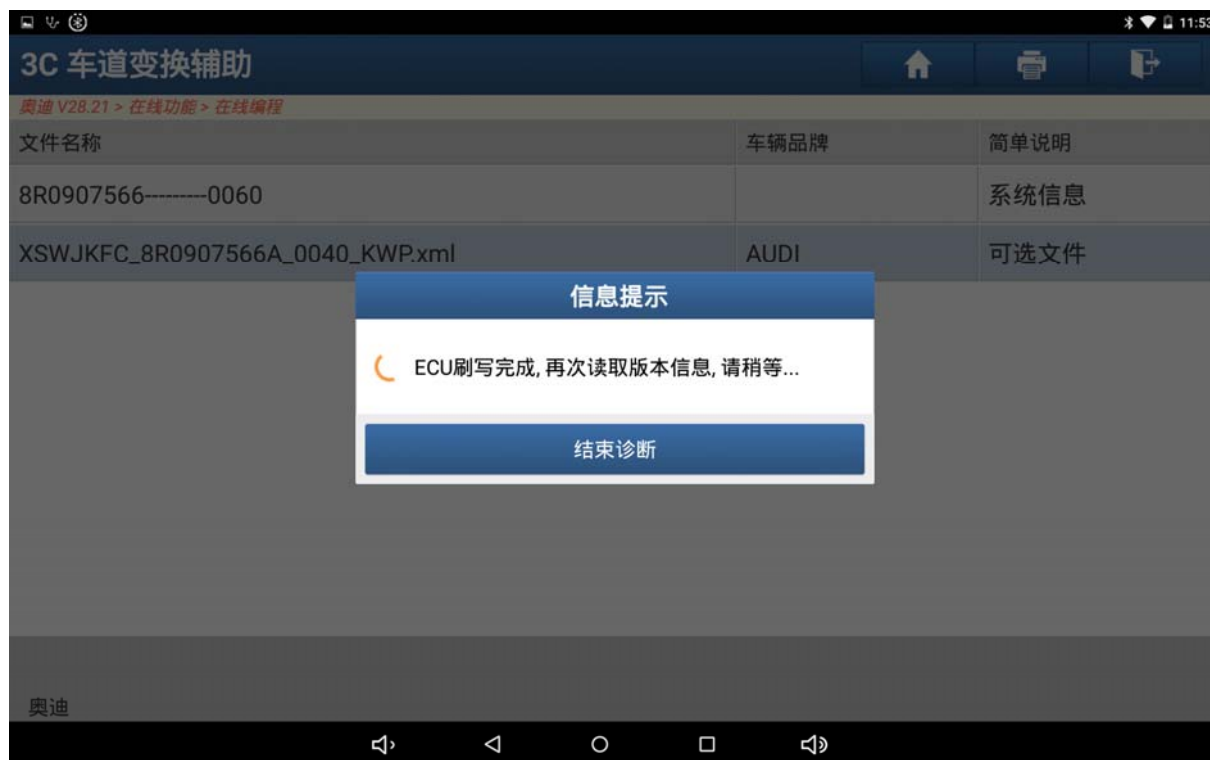 11:53
3C 车道变换辅助
奥迪 V28.21 > 在线功能 > 在线编程
文件名称 车辆品牌 简单说明
8R0907566---------0060 系统信息
XSWJKFC_8R0907566A_0040_KWP.xml AUDI 可选文件
信息提示
ECU刷写完成, 再次读取版本信息, 请稍等...
结束诊断
奥迪